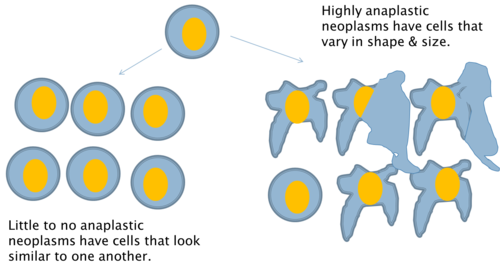 Highly anaplastic
neoplasms have cells that
vary in shape & size.
Little to no anaplastic
neoplasms have cells that look
similar to one another.